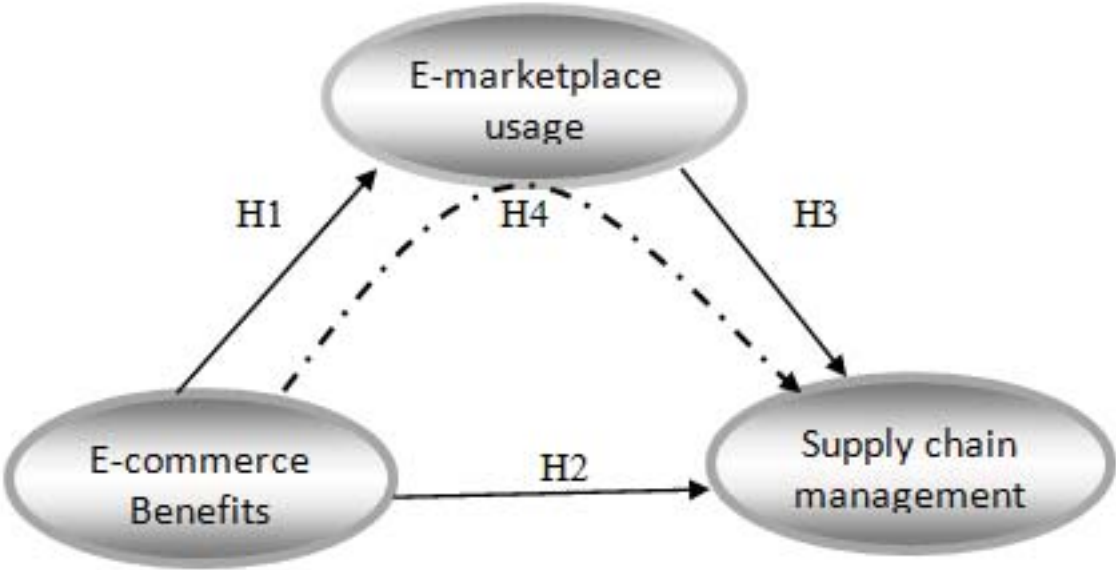 E-marketplace
usage
H1
H4
H3
E-commerce
Benefits
H2
Supply chain
management